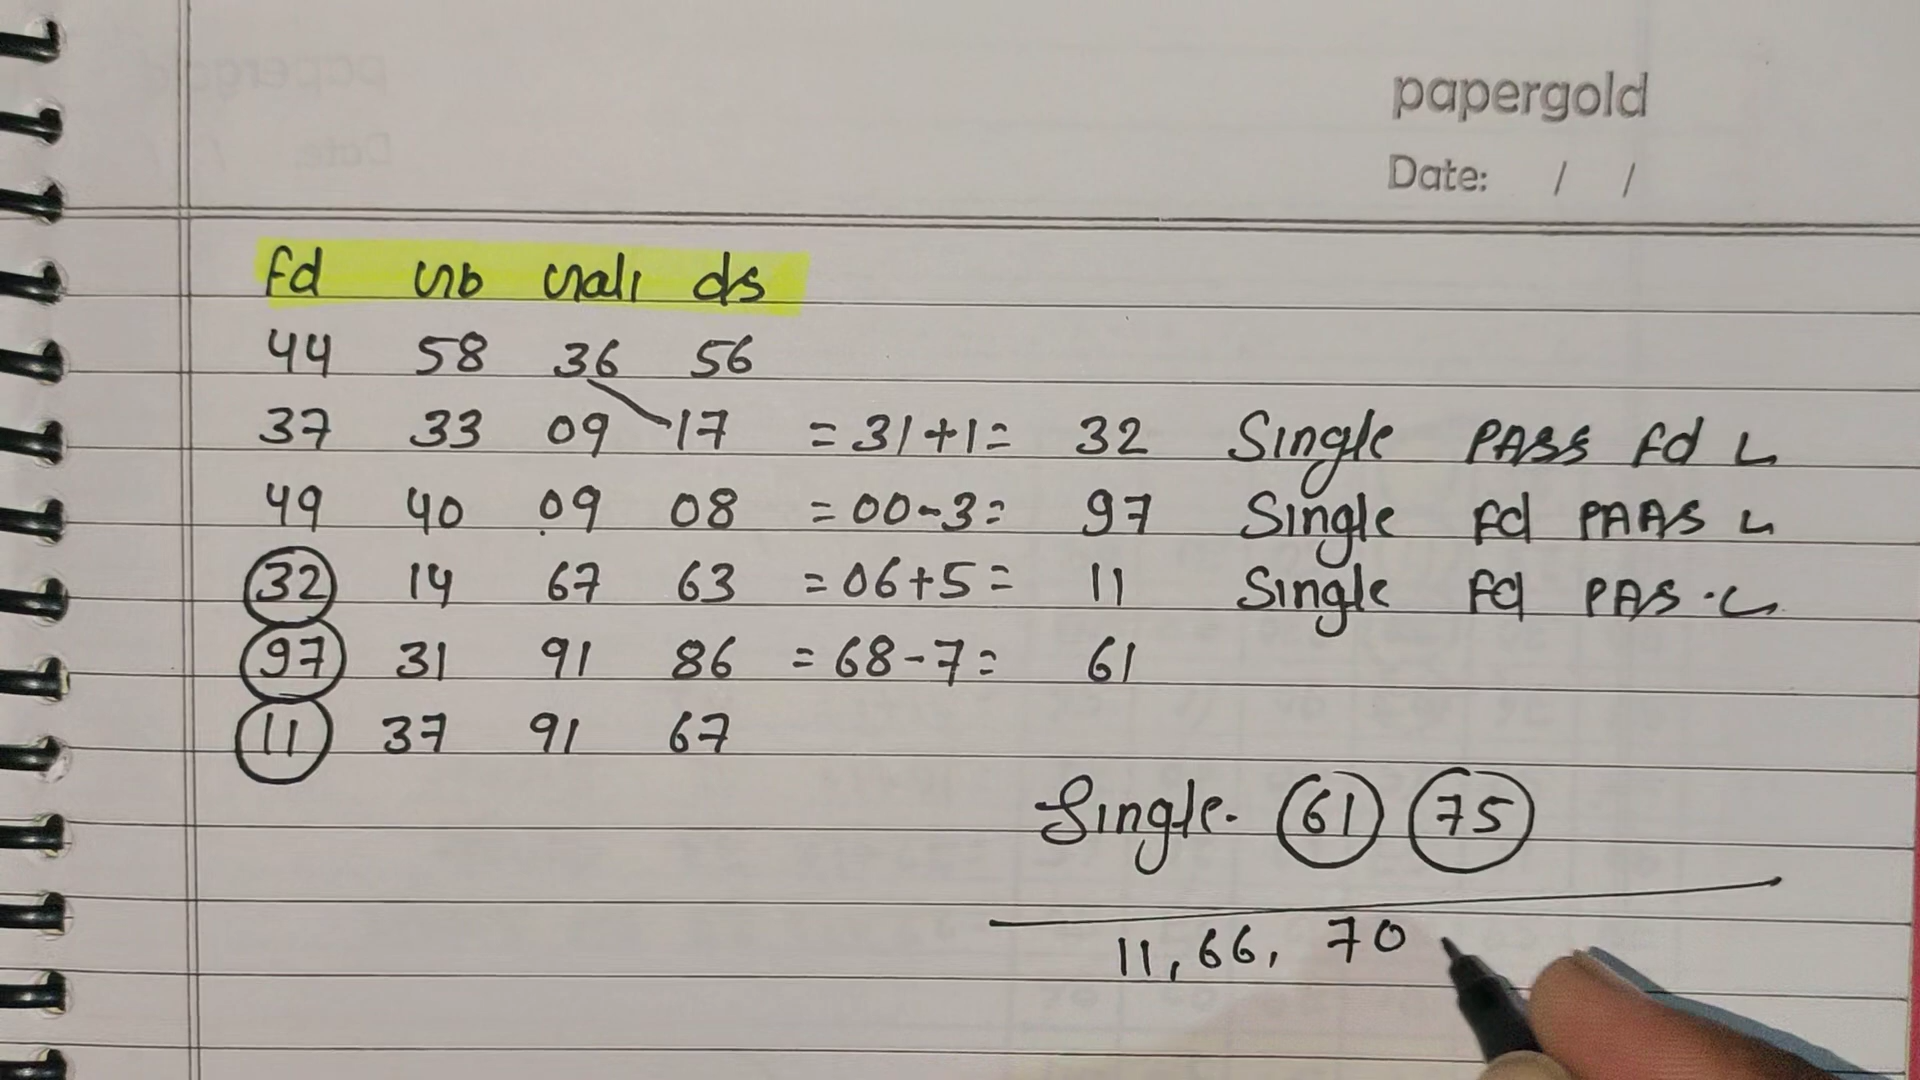 papergold
Date: / /
fd Gb Gali ds
44 58 36 56
37 33 09 17 = 31+1= 32 Single PASS fd
49 40 09 08 = 00-3= 97 Single fd PAAS
32 14 67 63 = 06+5= 11 Single fd PAS.
97 31 91 86 = 68-7= 61
11 37 91 67
Single. 61 75
11, 66, 70